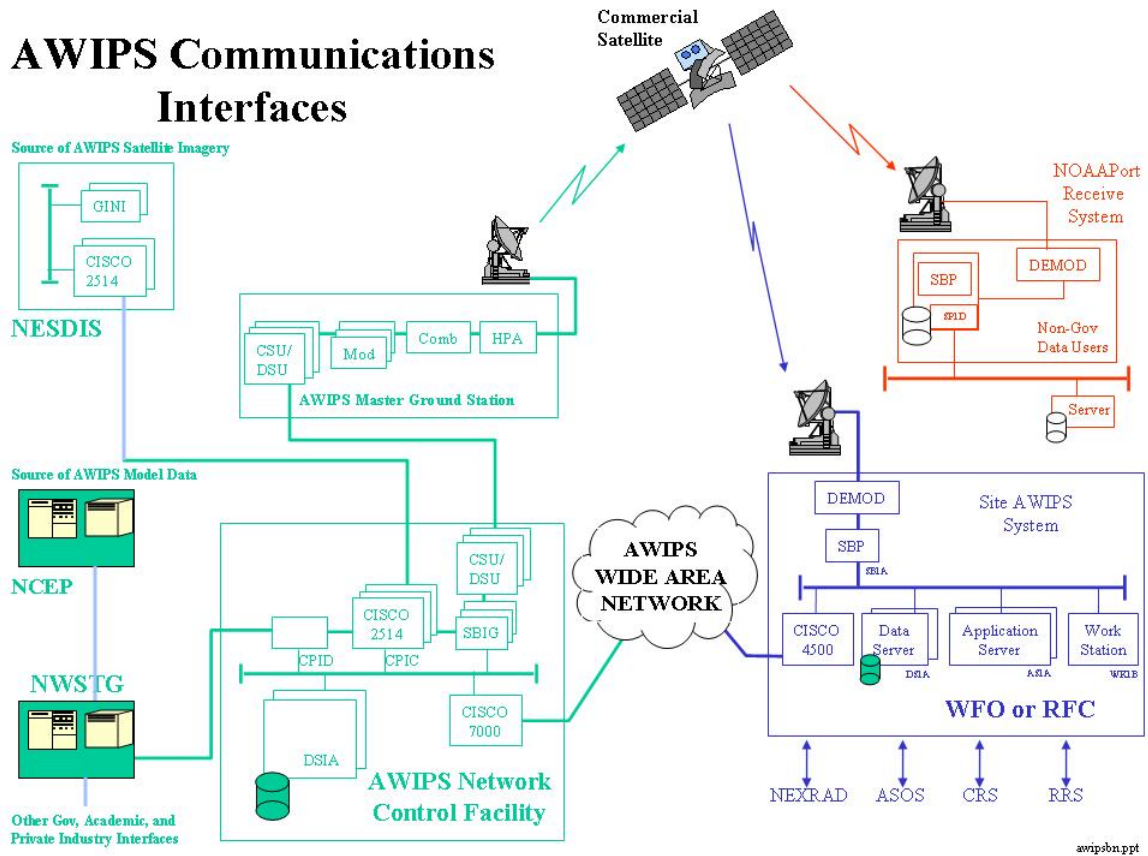 AWIPS Communications
Interfaces
Commercial
Satellite
Source of AWIPS Satellite Imagery
GINI
CISCO
2514
NESDIS
CSU/
DSU
Mod
Comb
HPA
AWIPS Master Ground Station
NOAAPort
Receive
System
SBP
DEMOD
SPID
Non-Gov
Data Users
Server
Source of AWIPS Model Data
NCEP
NWSTG
Other Gov, Academic, and
Private Industry Interfaces
CSU/
DSU
CISCO
2514
SBIG
CPID
CPIC
CISCO
7000
DSIA
AWIPS Network
Control Facility
AWIPS
WIDE AREA
NETWORK
DEMOD
Site AWIPS
System
SBP
SBIA
CISCO
4500
Data
Server
DSIA
Application
Server
ASIA
Work
Station
WKIB
WFO or RFC
NEXRAD
ASOS
CRS
RRS
awipsbn.ppt